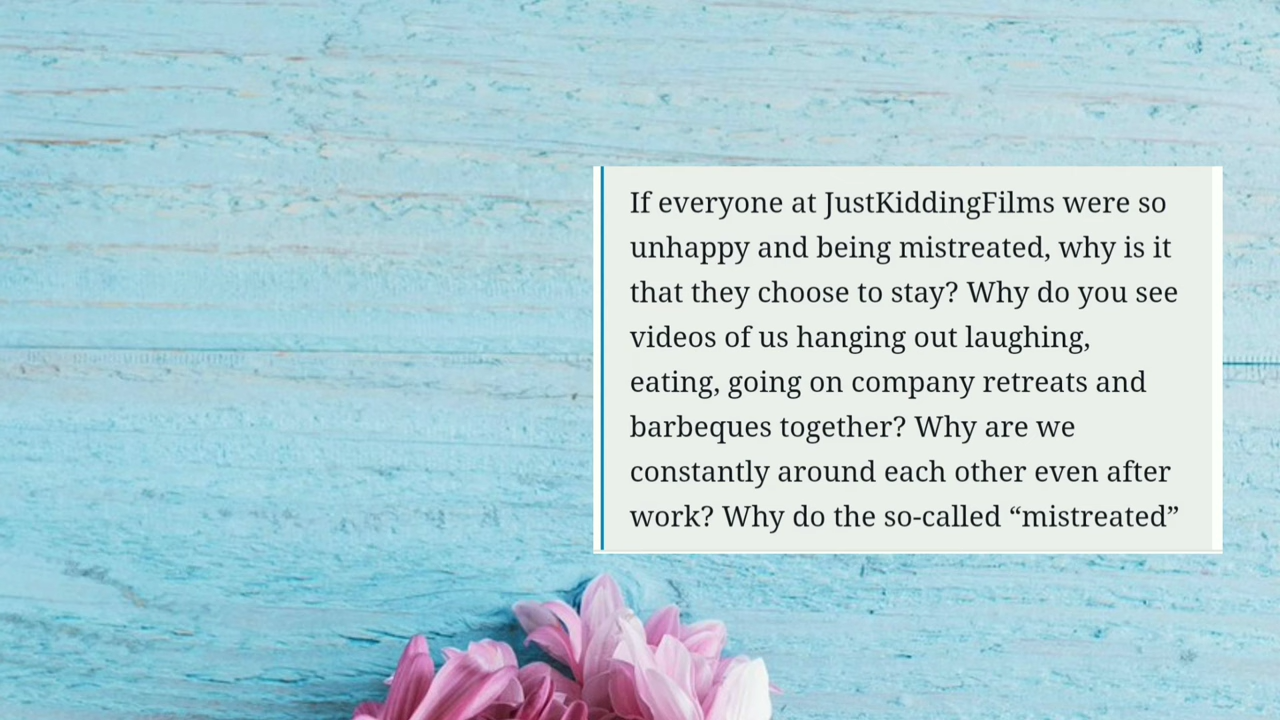 If everyone at JustKiddingFilms were so
unhappy and being mistreated, why is it
that they choose to stay? Why do you see
videos of us hanging out laughing,
eating, going on company retreats and
barbeques together? Why are we
constantly around each other even after
work? Why do the so-called “mistreated”